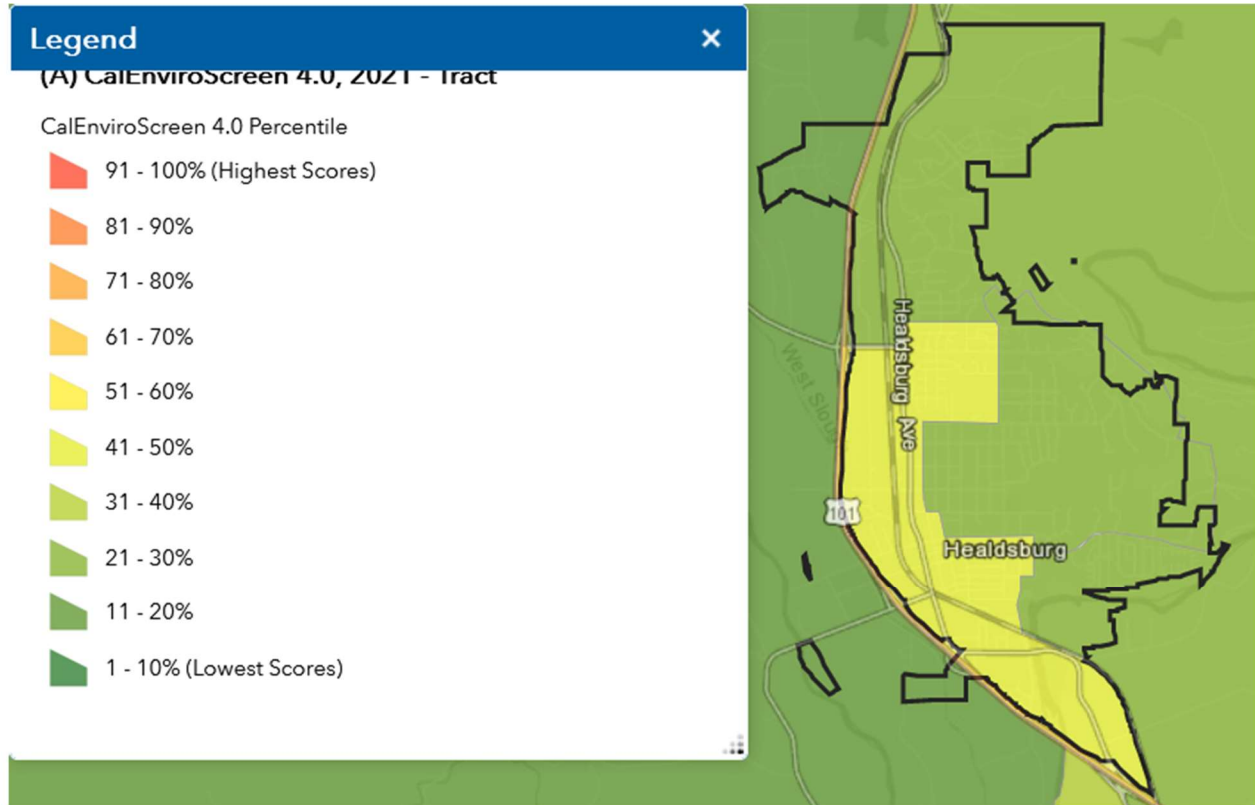 Legend ×
(A) CalEnviroScreen 4.0, 2021 - Tract
CalEnviroScreen 4.0 Percentile
91 - 100% (Highest Scores)
81 - 90%
71 - 80%
61 - 70%
51 - 60%
41 - 50%
31 - 40%
21 - 30%
11 - 20%
1 - 10% (Lowest Scores)
Healdsburg Ave
West Sloug
101
Healdsburg